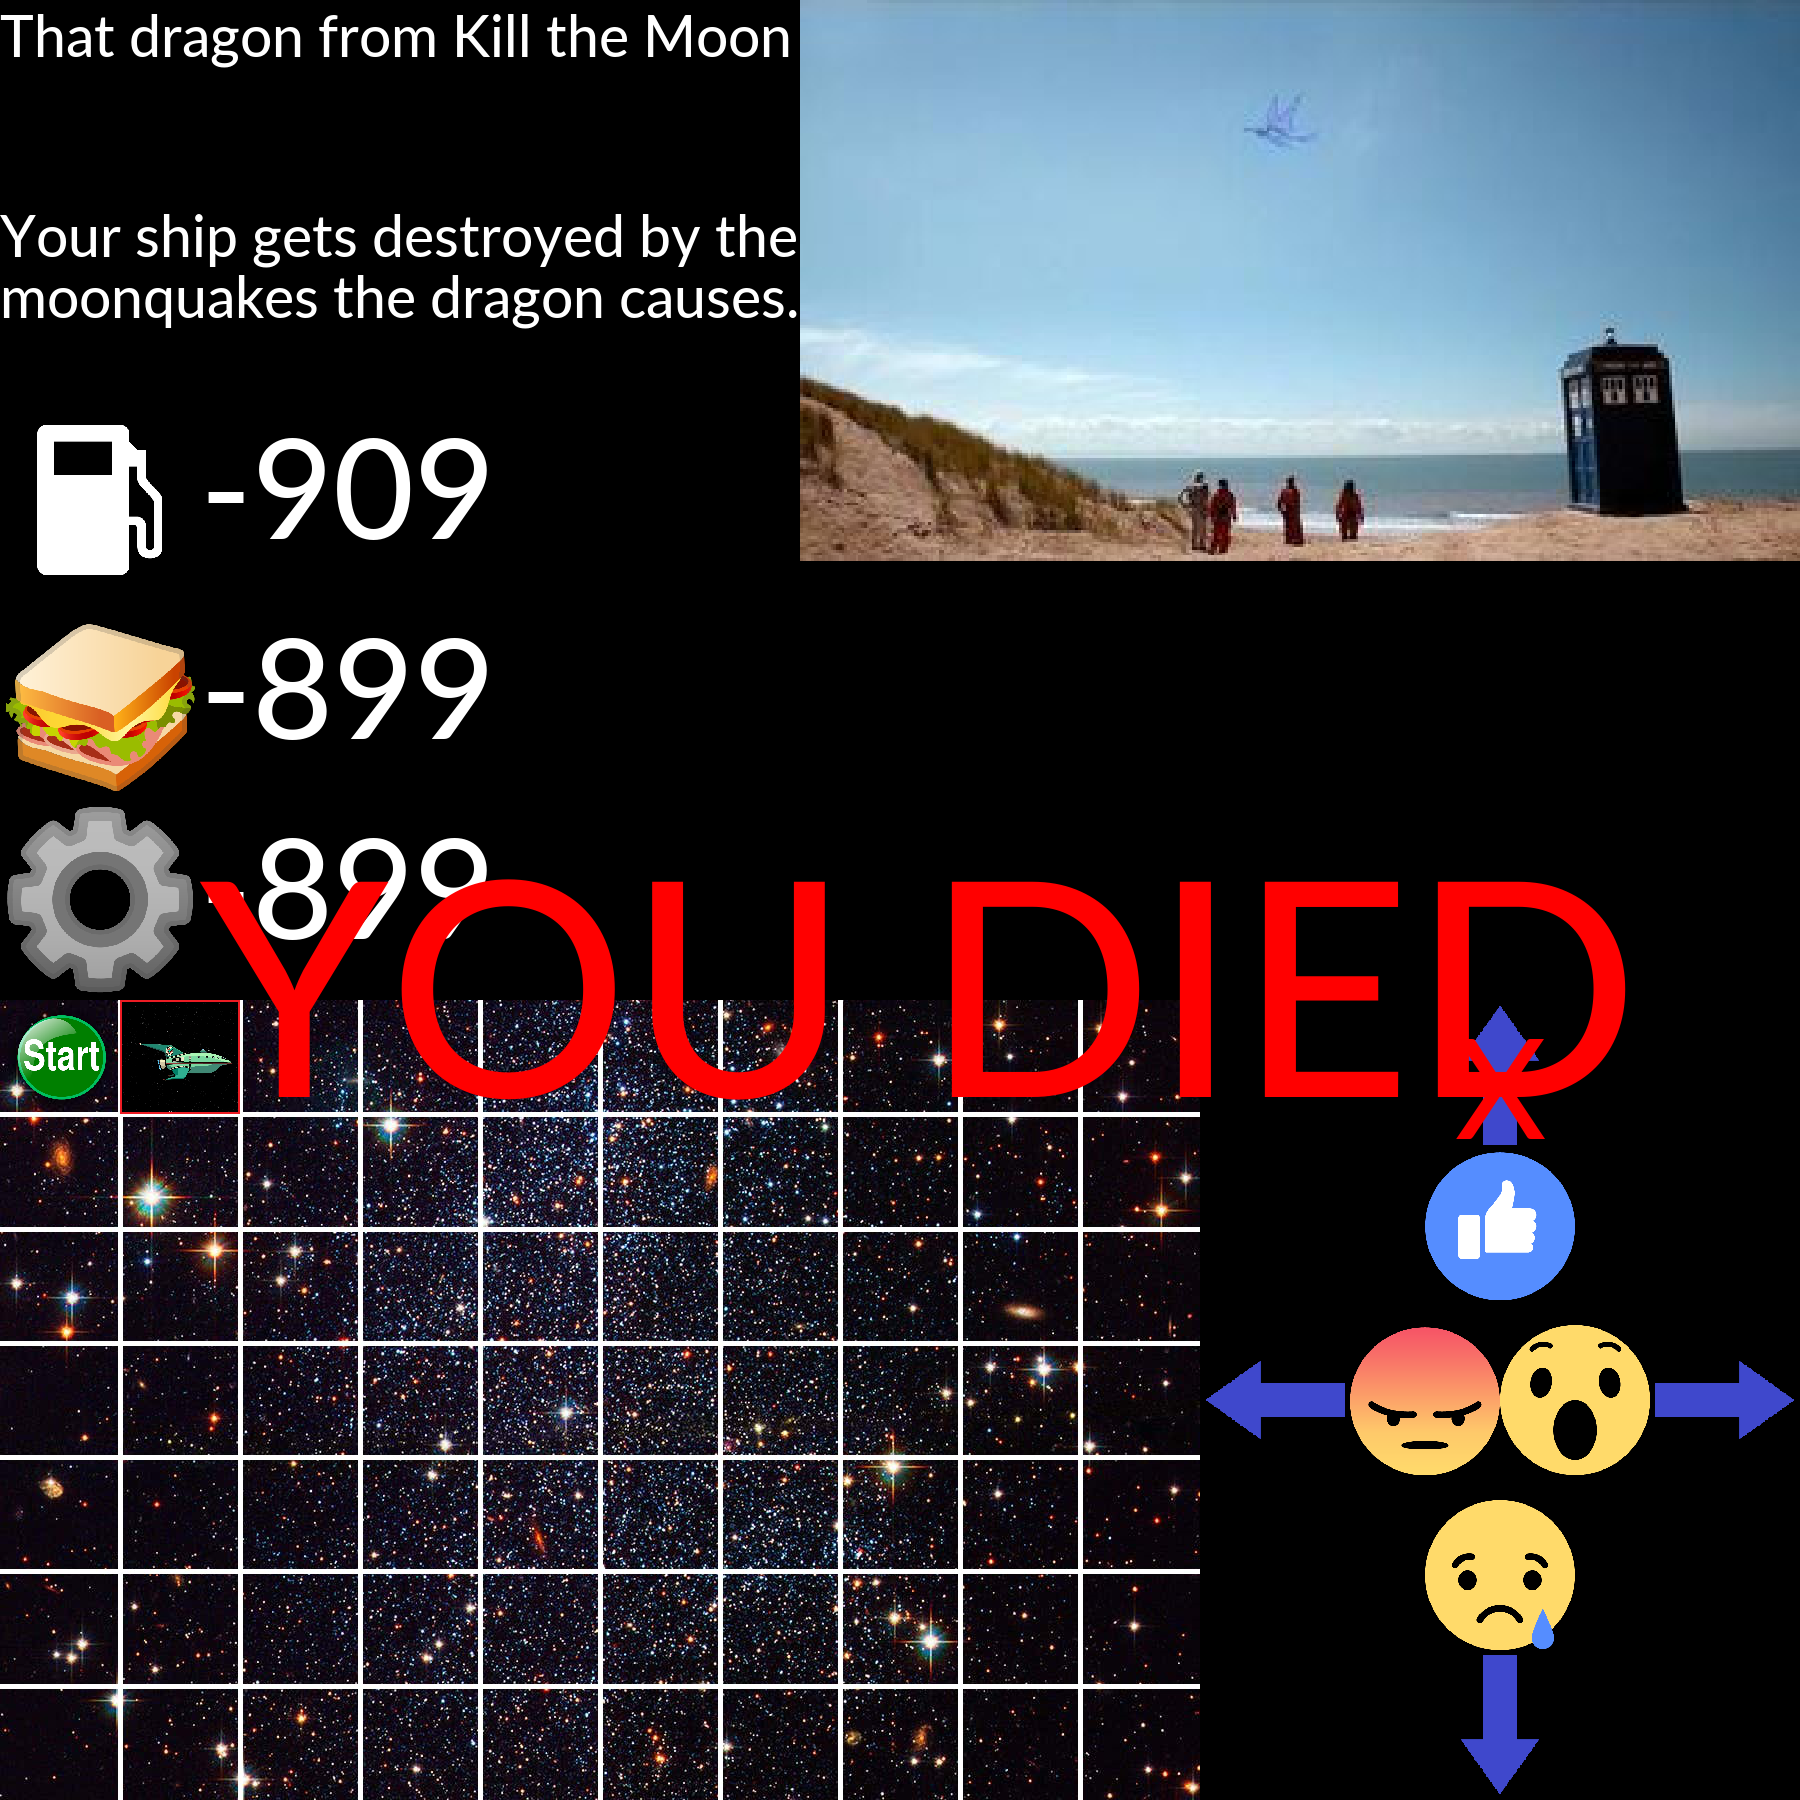 That dragon from Kill the Moon
Your ship gets destroyed by the
moonquakes the dragon causes.
-909
-899
-899
YOU DIED
Start
X